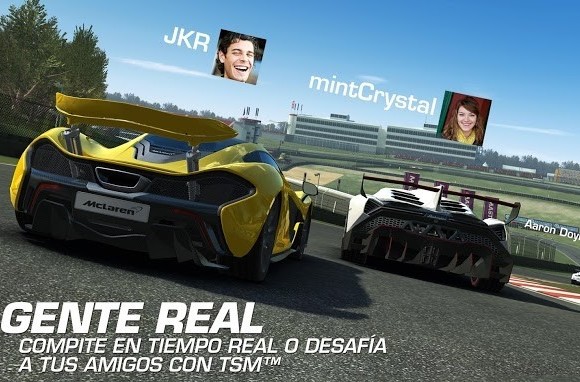 JKR
mintCrystal
Aaron Doy
McLaren
GENTE REAL
COMPITE EN TIEMPO REAL O DESAFÍA
A TUS AMIGOS CON TSM™